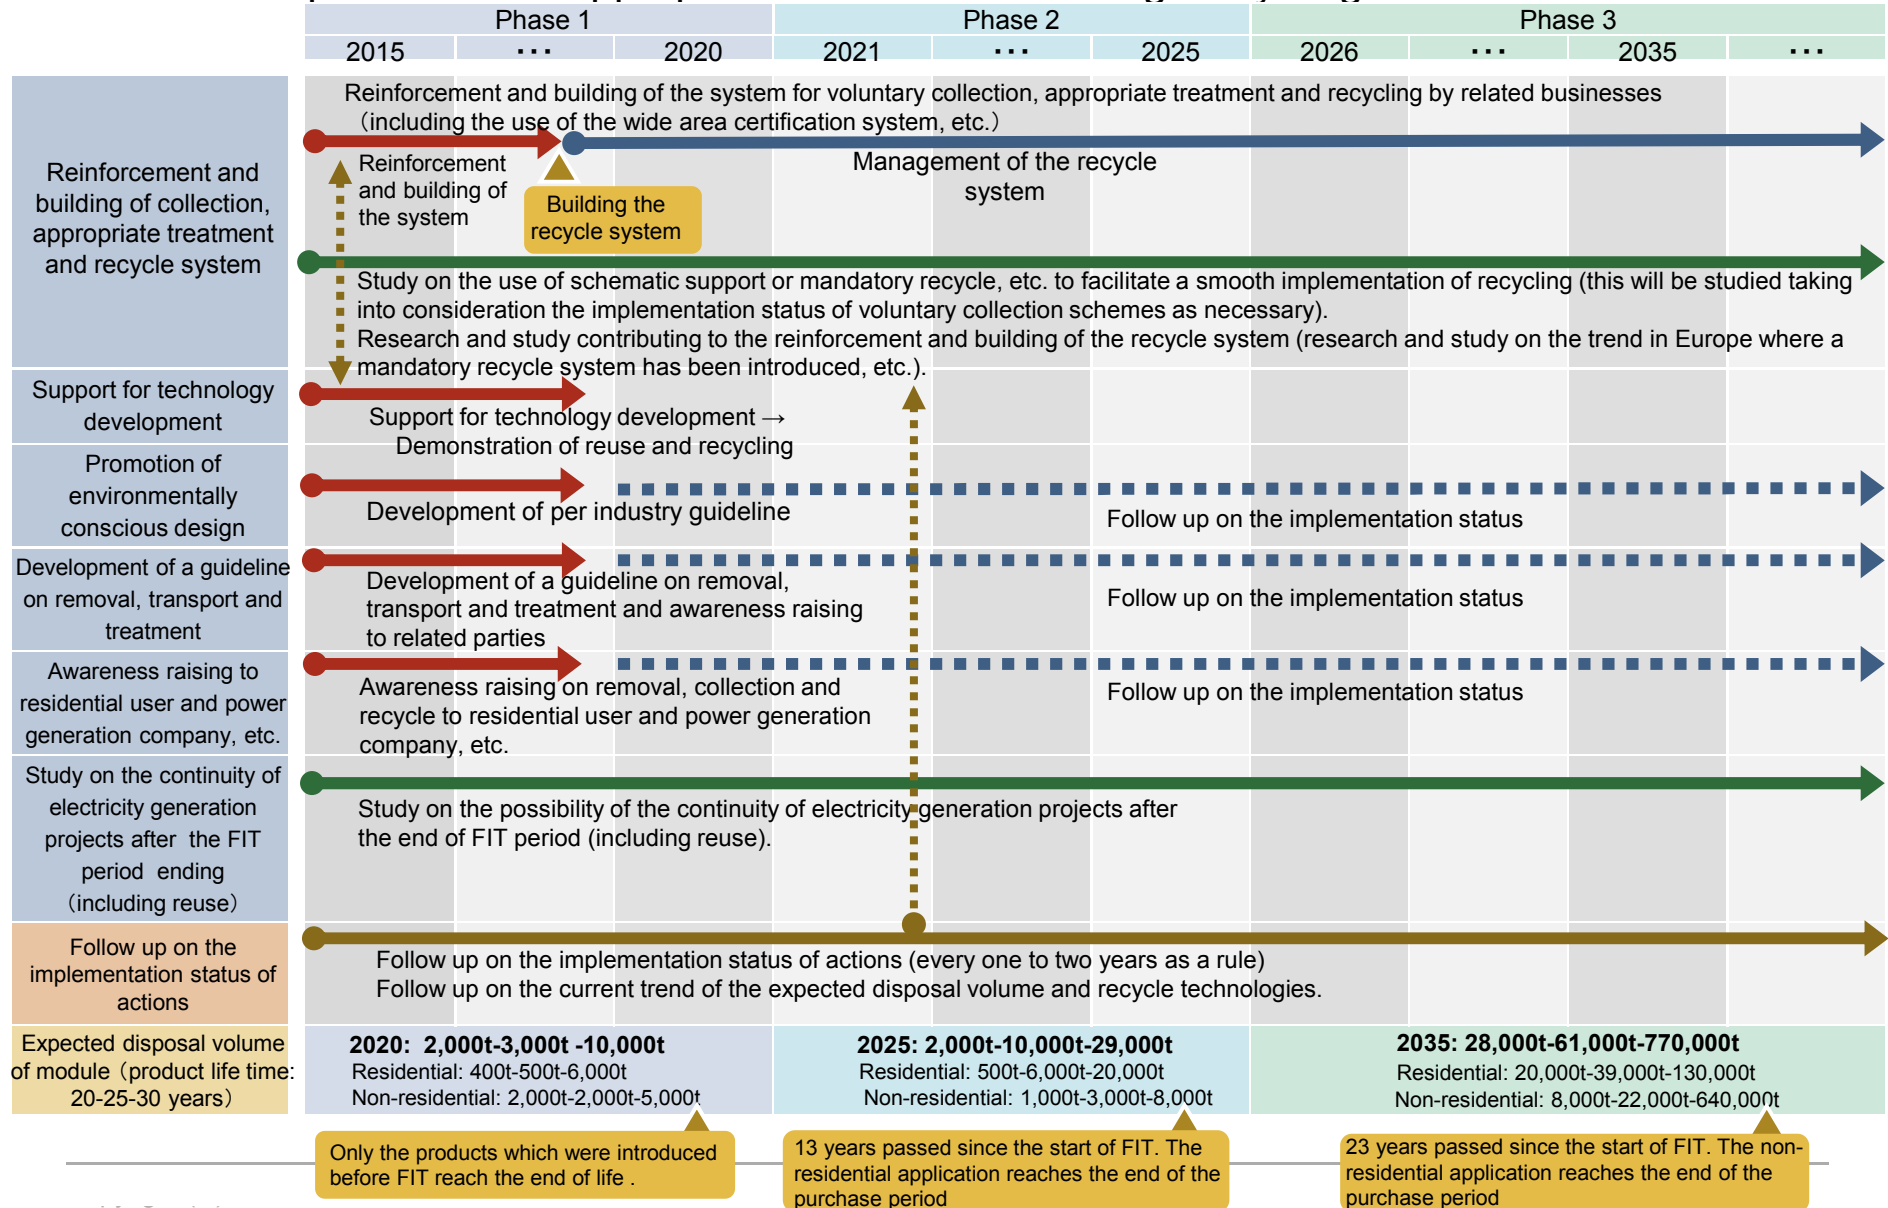 Phase 1
Phase 2
Phase 3
2015
...
2020
2021
...
2025
2026
...
2035
...
Reinforcement and
building of collection,
appropriate treatment
and recycle system
Reinforcement and building of the system for voluntary collection, appropriate treatment and recycling by related businesses
（including the use of the wide area certification system, etc.）
Reinforcement
and building of
the system
Building the
recycle system
Management of the recycle
system
Study on the use of schematic support or mandatory recycle, etc. to facilitate a smooth implementation of recycling (this will be studied taking
into consideration the implementation status of voluntary collection schemes as necessary).
Research and study contributing to the reinforcement and building of the recycle system (research and study on the trend in Europe where a
mandatory recycle system has been introduced, etc.).
Support for technology
development
Support for technology development →
Demonstration of reuse and recycling
Promotion of
environmentally
conscious design
Development of per industry guideline
Follow up on the implementation status
Development of a guideline
on removal, transport and
treatment
Development of a guideline on removal,
transport and treatment and awareness raising
to related parties
Follow up on the implementation status
Awareness raising to
residential user and power
generation company, etc.
Awareness raising on removal, collection and
recycle to residential user and power generation
company, etc.
Follow up on the implementation status
Study on the continuity of
electricity generation
projects after the FIT
period ending
（including reuse）
Study on the possibility of the continuity of electricity generation projects after
the end of FIT period (including reuse).
Follow up on the
implementation status of
actions
Follow up on the implementation status of actions (every one to two years as a rule)
Follow up on the current trend of the expected disposal volume and recycle technologies.
Expected disposal volume
of module（product life time:
20-25-30 years）
2020: 2,000t-3,000t -10,000t
Residential: 400t-500t-6,000t
Non-residential: 2,000t-2,000t-5,000t
2025: 2,000t-10,000t-29,000t
Residential: 500t-6,000t-20,000t
Non-residential: 1,000t-3,000t-8,000t
2035: 28,000t-61,000t-770,000t
Residential: 20,000t-39,000t-130,000t
Non-residential: 8,000t-22,000t-640,000t
Only the products which were introduced
before FIT reach the end of life .
13 years passed since the start of FIT. The
residential application reaches the end of the
purchase period
23 years passed since the start of FIT. The non-
residential application reaches the end of the
purchase period